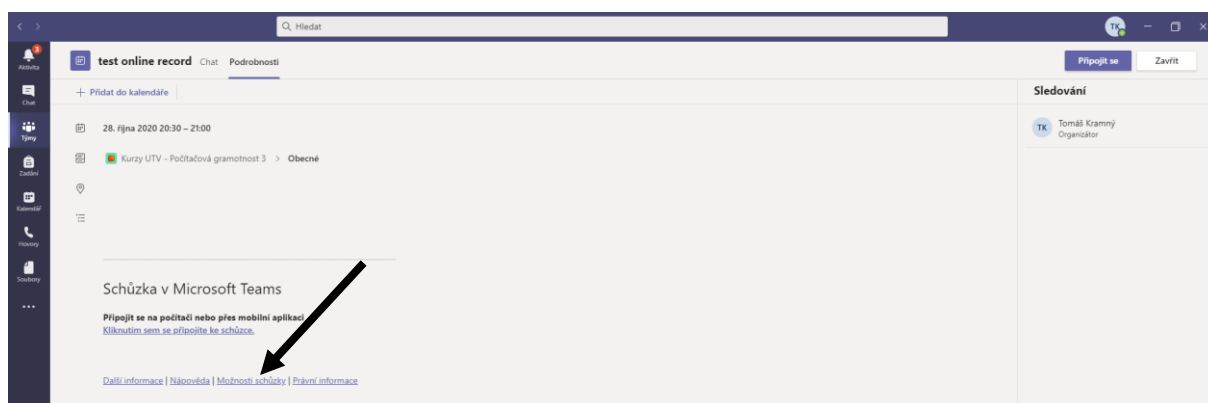 Hledat
TK
3
Aktivita
Chat
Týmy
Zadání
Kalendář
Hovory
Soubory
test online record Chat Podrobnosti
Připojit se Zavřít
+ Přidat do kalendáře
28. října 2020 20:30 – 21:00
Kurzy UTV - Počítačová gramotnost 3 > Obecné
Schůzka v Microsoft Teams
Připojit se na počítači nebo přes mobilní aplikaci
Kliknutím sem se připojíte ke schůzce.
Další informace | Nápověda | Možnosti schůzky | Právní informace
Sledování
TK Tomáš Kramný
Organizátor